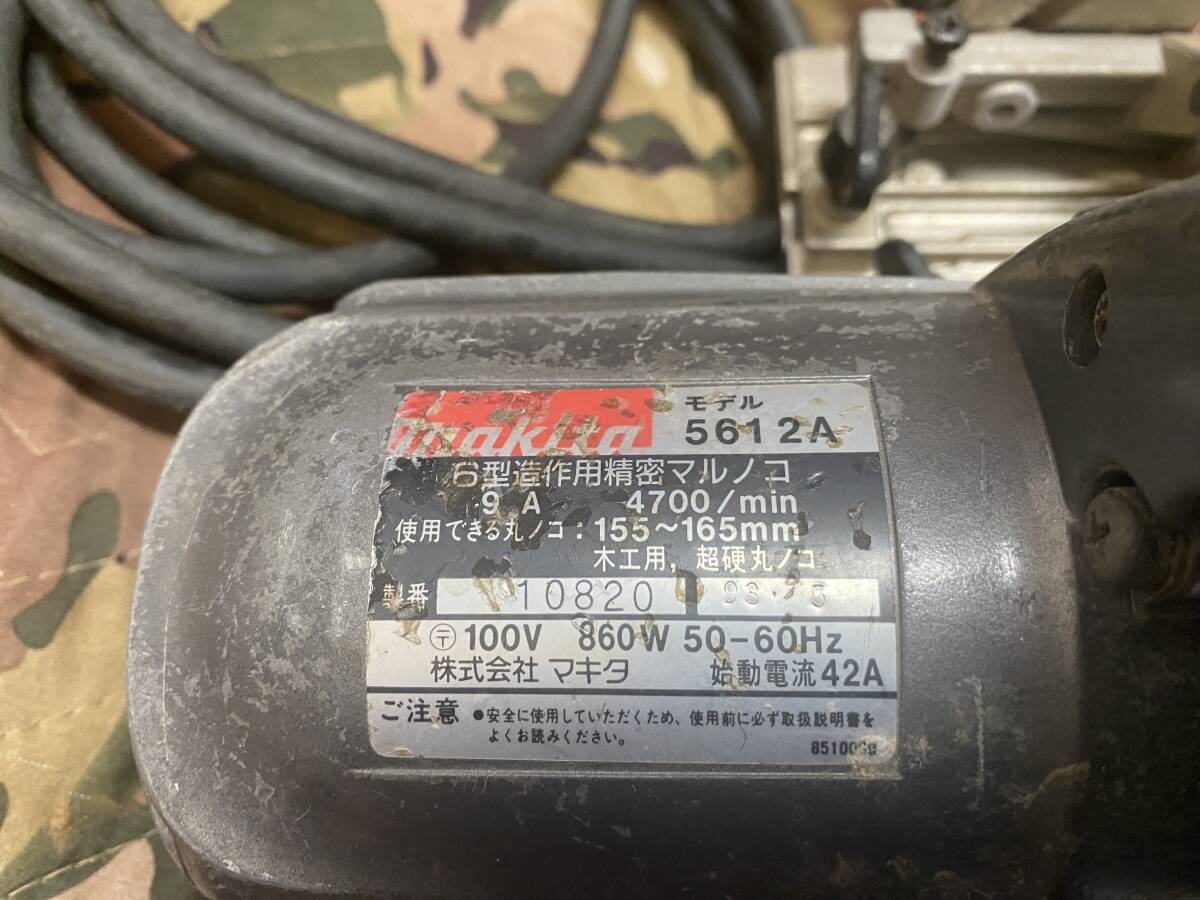 makita
モデル
5612A
6型造作用精密マルノコ
9 A 4700/min
使用できる丸ノコ:155~165mm
木工用,超硬丸ノコ
製番 10820
〒 100V 860W 50-60Hz
株式会社 マキタ 始動電流42A
ご注意 ●安全に使用していただくため、使用前に必ず取扱説明書を
よくお読みください。